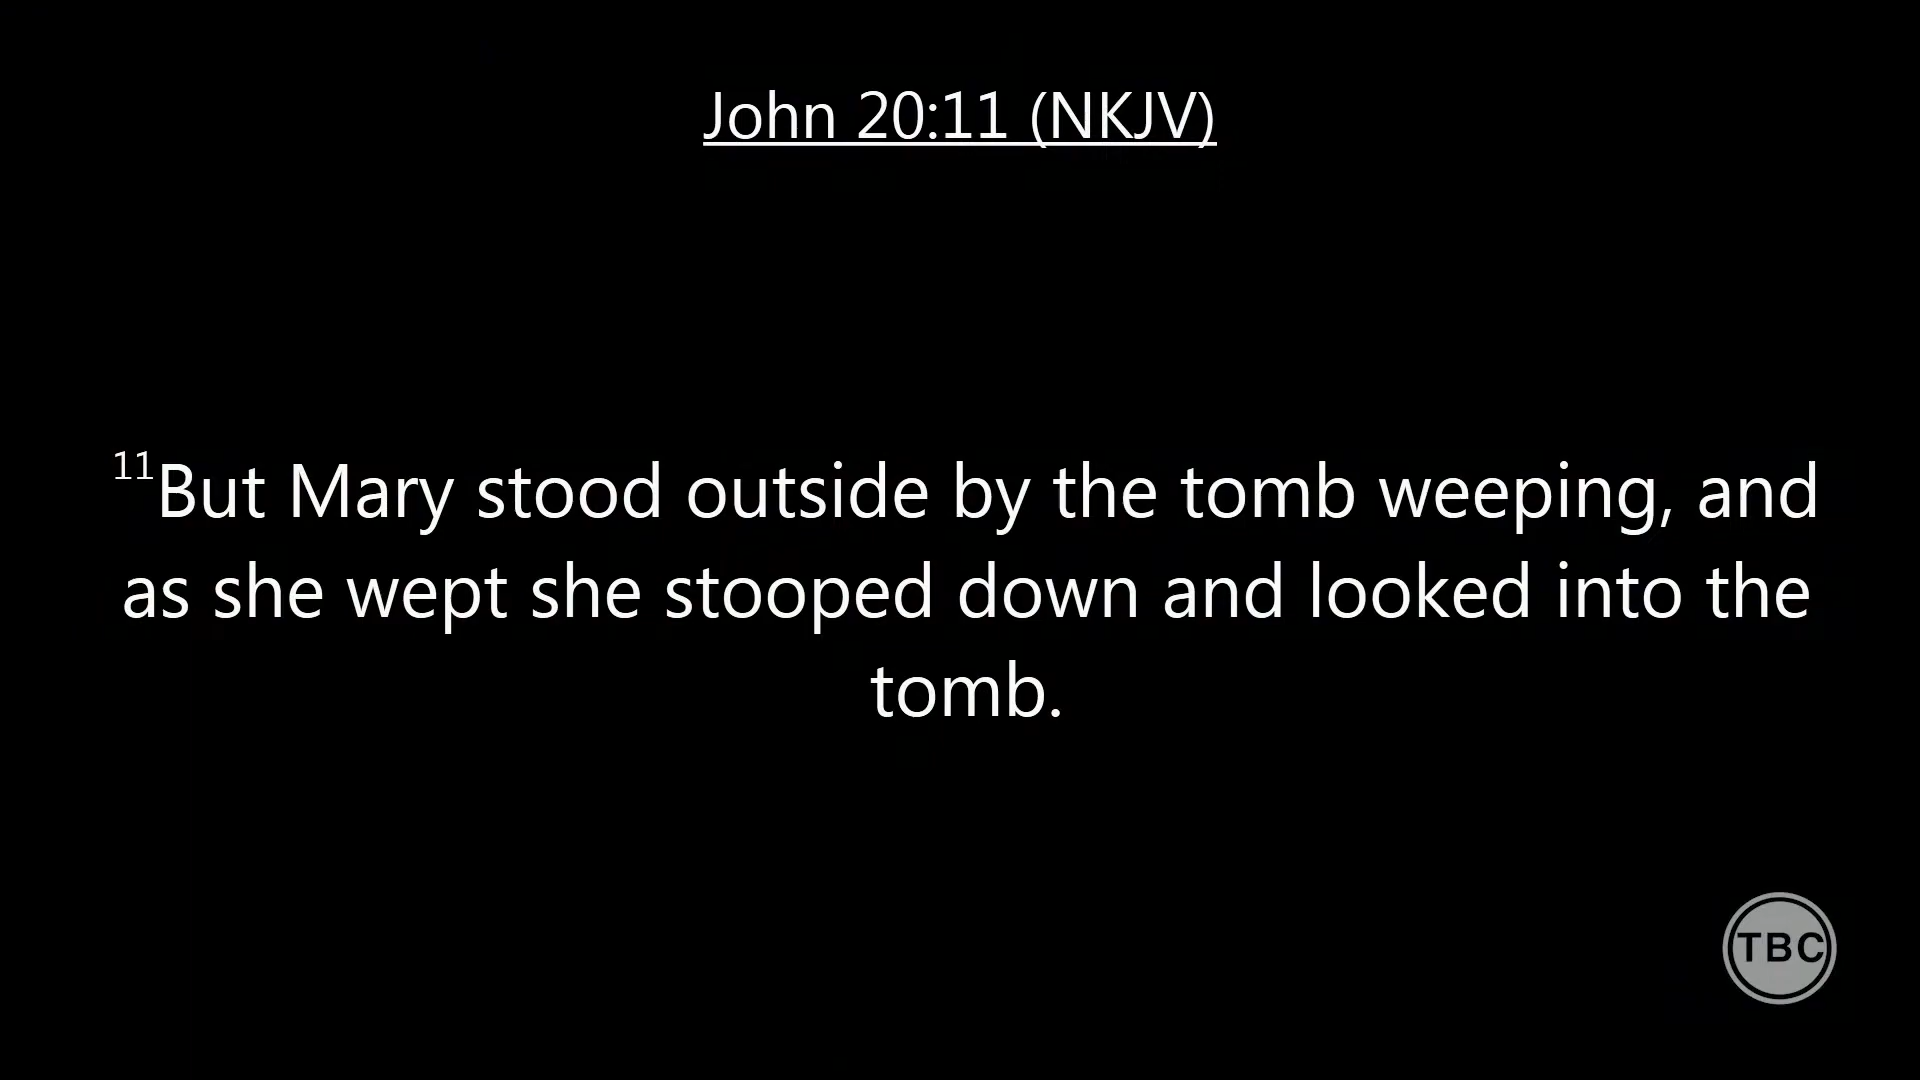 John 20:11 (NKJV)
11But Mary stood outside by the tomb weeping, and
as she wept she stooped down and looked into the
tomb.
TBC